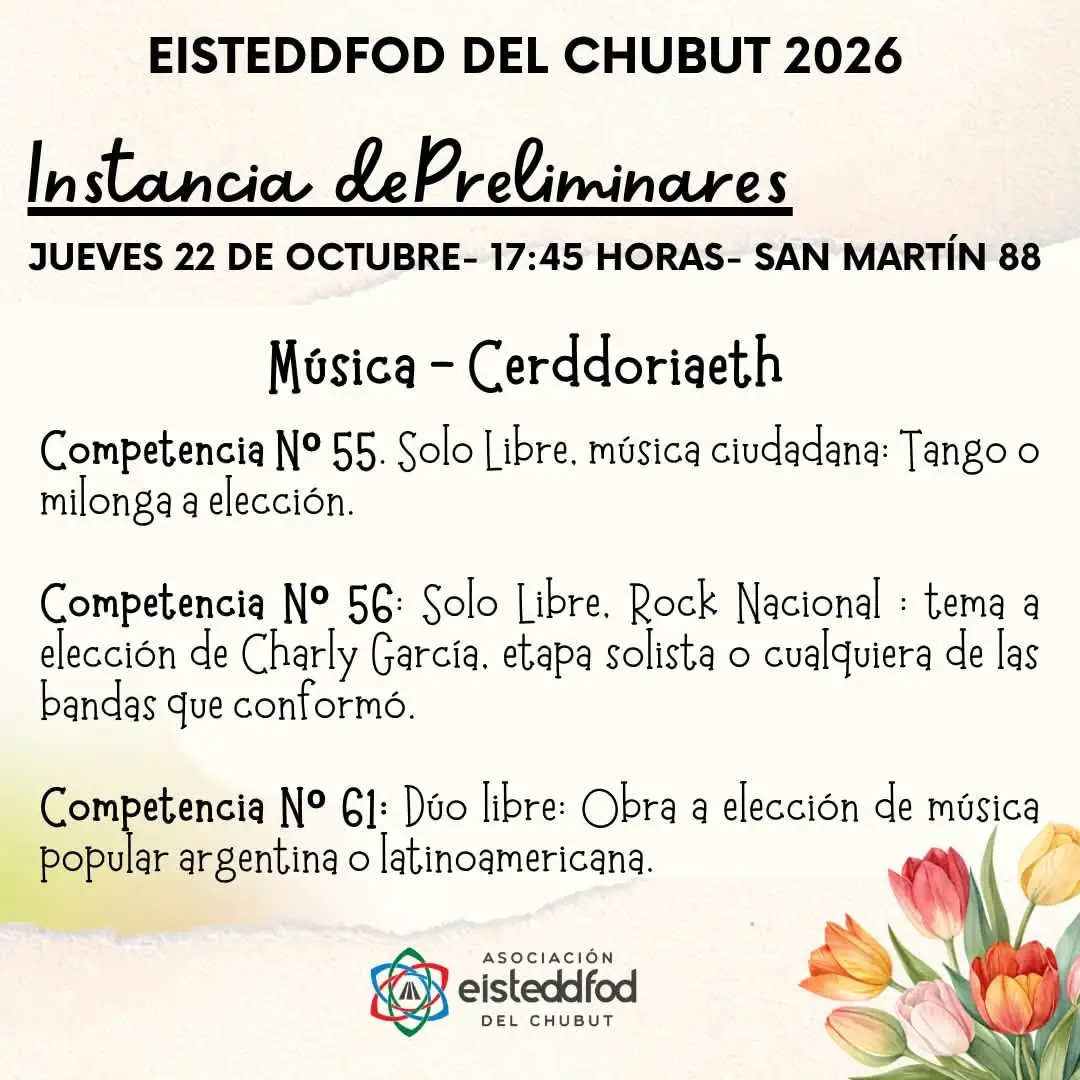 EISTEDDFOD DEL CHUBUT 2026
Instancia de Preliminares
JUEVES 22 DE OCTUBRE- 17:45 HORAS- SAN MARTÍN 88
Música - Cerddoriaeth
Competencia Nº 55. Solo Libre, música ciudadana: Tango o
milonga a elección.
Competencia Nº 56: Solo Libre, Rock Nacional : tema a
elección de Charly García, etapa solista o cualquiera de las
bandas que conformó.
Competencia Nº 61: Dúo libre: Obra a elección de música
popular argentina o latinoamericana.
ASOCIACIÓN
eisteddfod
DEL CHUBUT